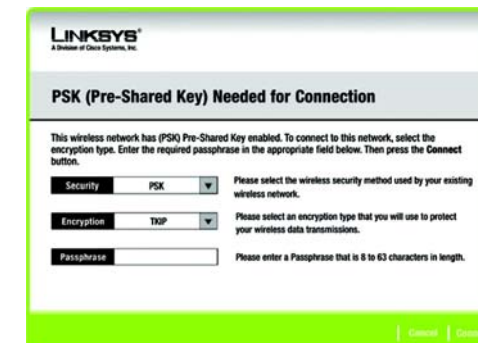 LINKSYS®
A Division of Cisco Systems, Inc.
PSK (Pre-Shared Key) Needed for Connection
This wireless network has (PSK) Pre-Shared Key enabled. To connect to this network, select the
encryption type. Enter the required passphrase in the appropriate field below. Then press the Connect
button.
Security PSK Please select the wireless security method used by your existing
wireless network.
Encryption TKIP Please select an encryption type that you will use to protect
your wireless data transmissions.
Passphrase Please enter a Passphrase that is 8 to 63 characters in length.
Cancel